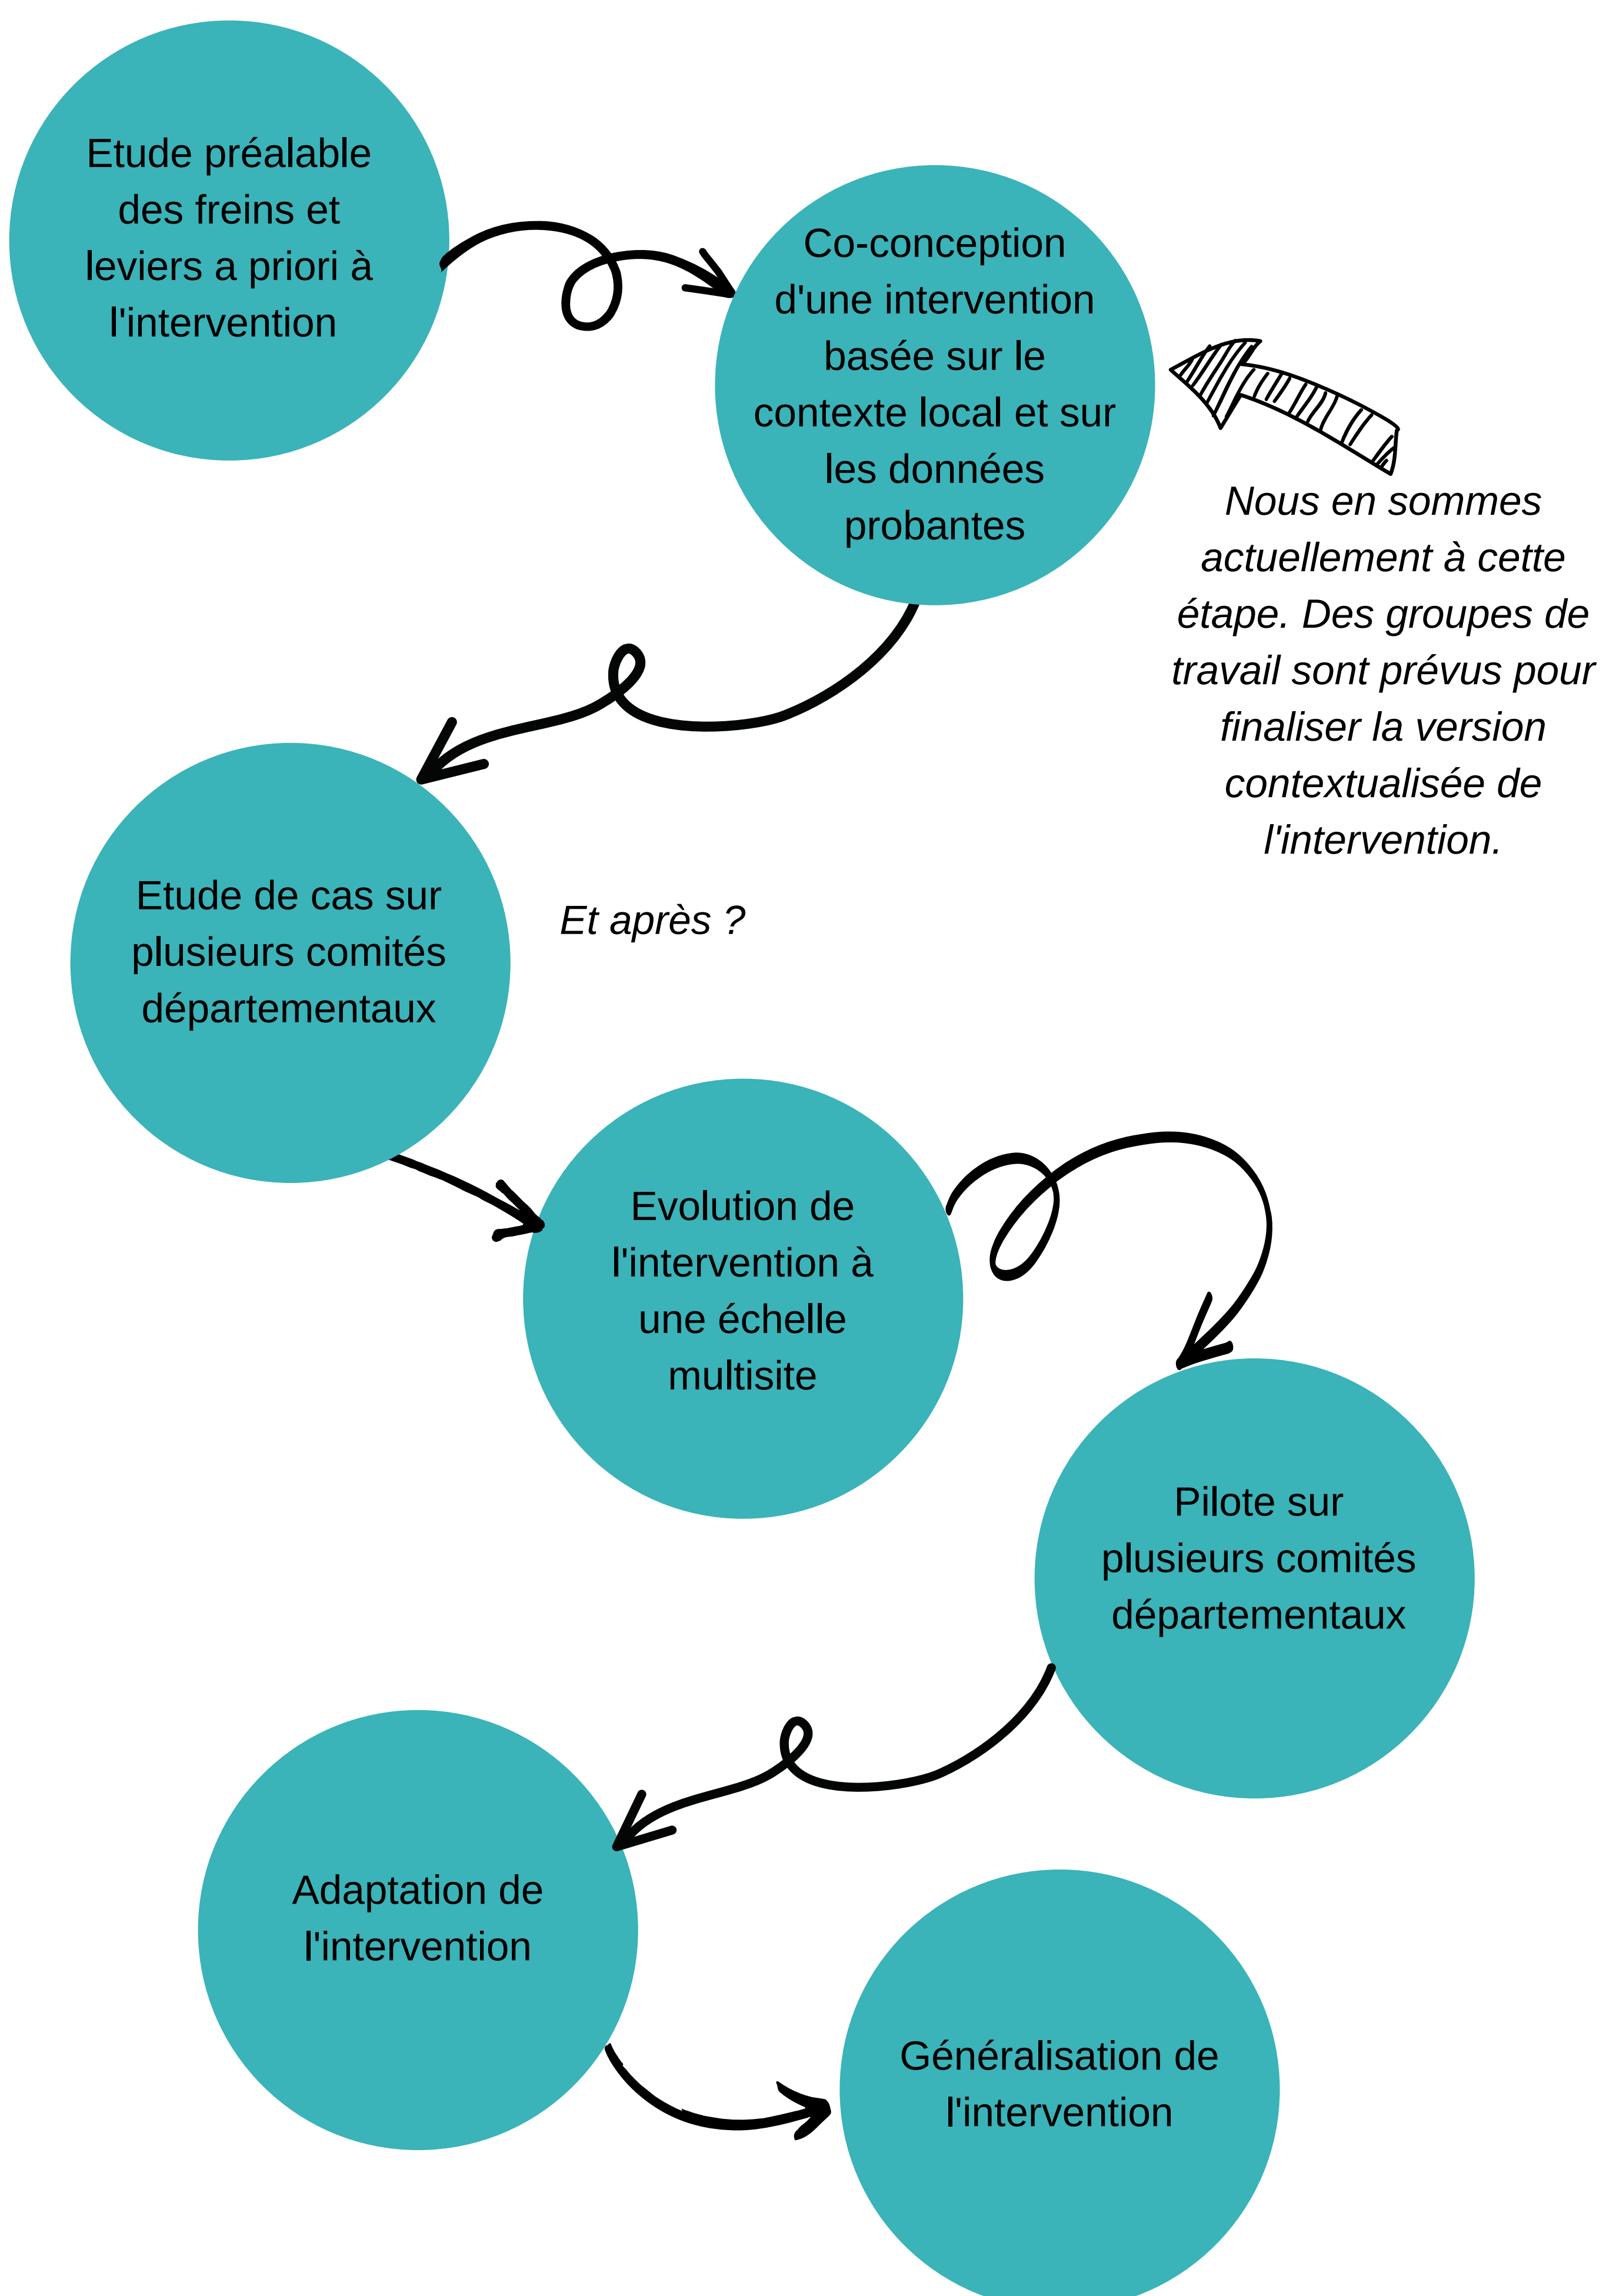 Etude préalable
des freins et
leviers a priori à
l'intervention
Co-conception
d'une intervention
basée sur le
contexte local et sur
les données
probantes
Nous en sommes
actuellement à cette
étape. Des groupes de
travail sont prévus pour
finaliser la version
contextualisée de
l'intervention.
Etude de cas sur
plusieurs comités
départementaux
Et après ?
Evolution de
l'intervention à
une échelle
multisite
Pilote sur
plusieurs comités
départementaux
Adaptation de
l'intervention
Généralisation de
l'intervention